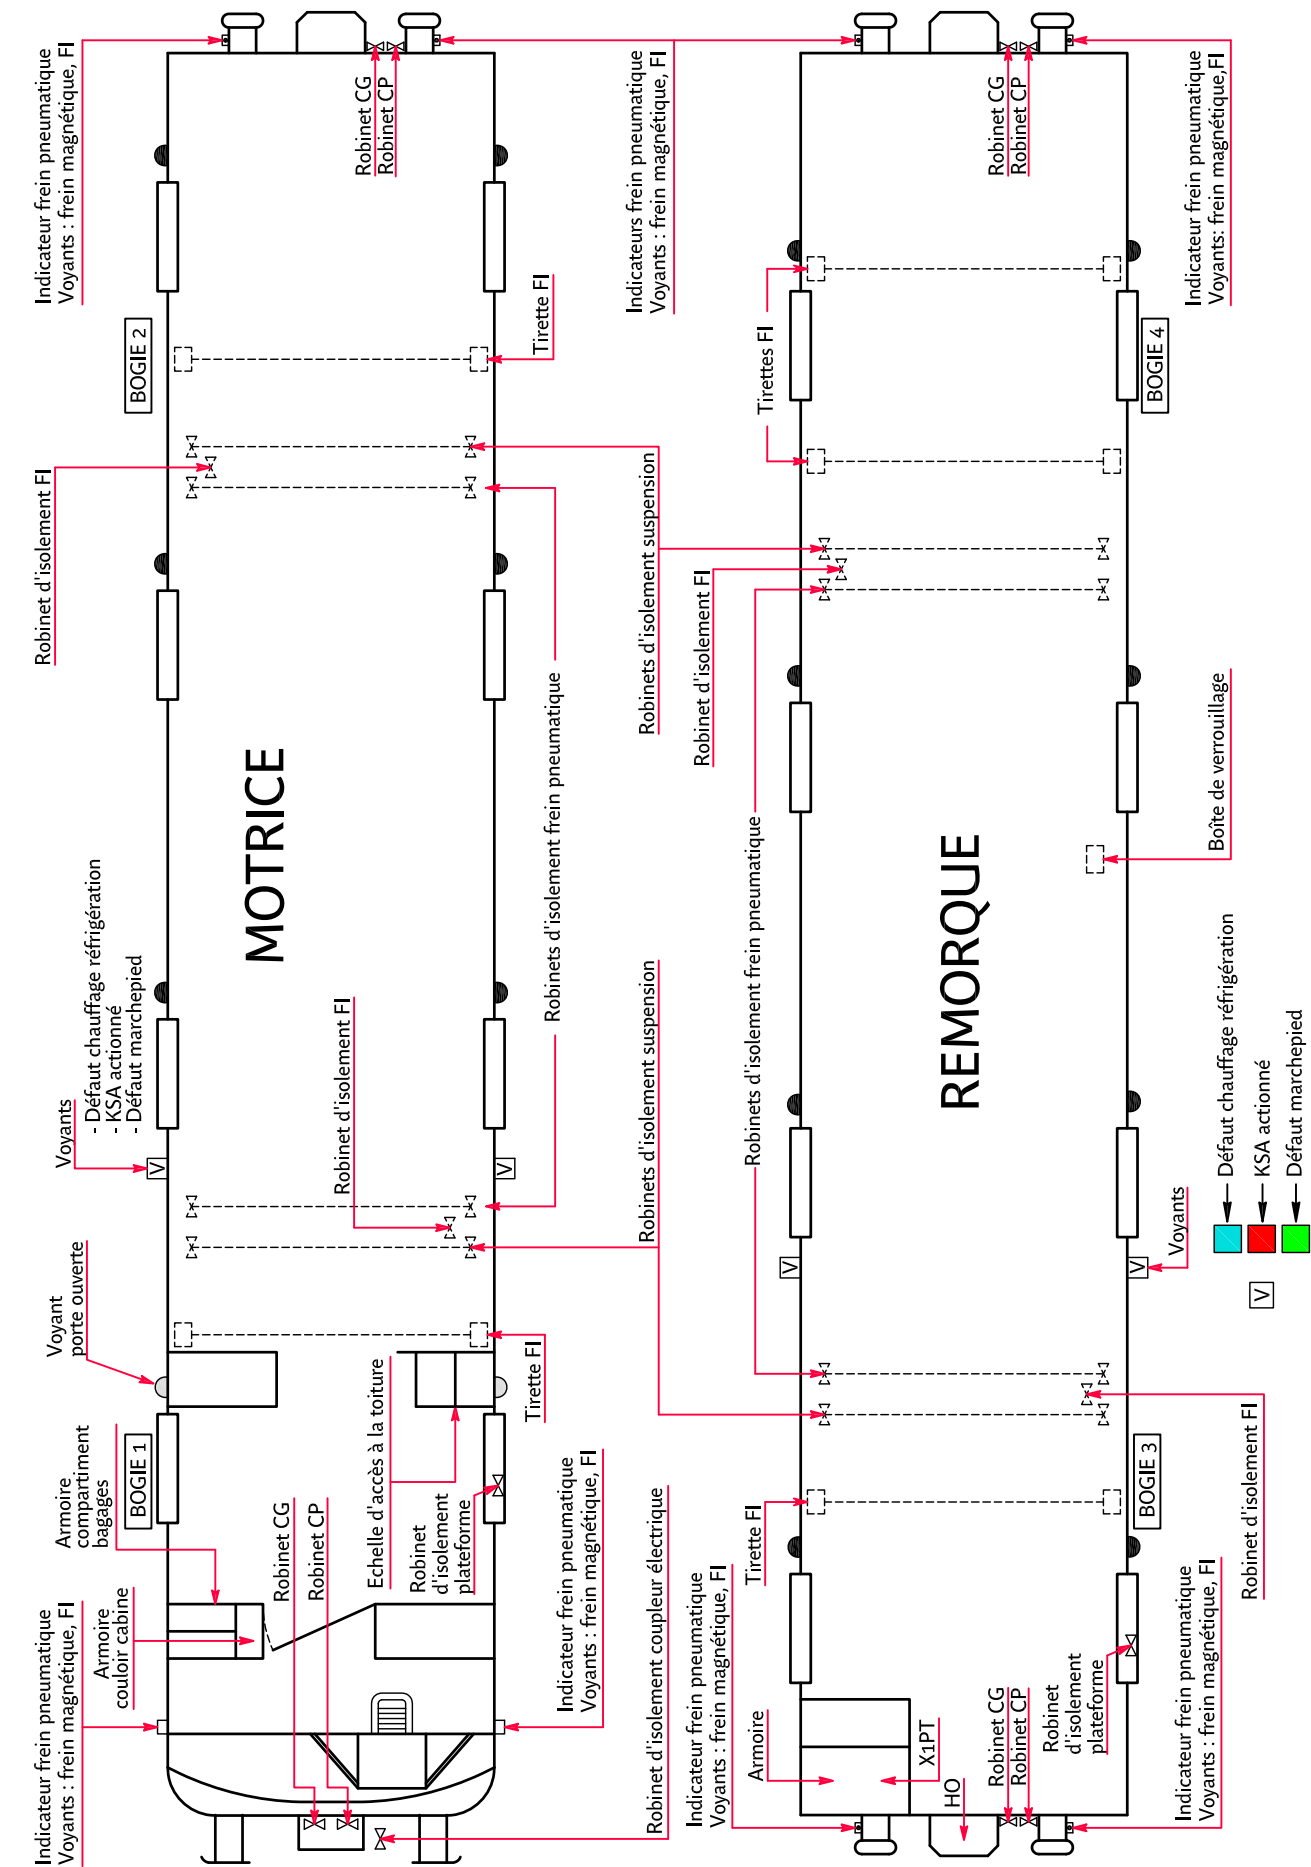 Indicateur frein pneumatique
Voyants : frein magnétique, FI
Armoire
couloir cabine
Armoire
compartiment
bagages
BOGIE 1
Voyant
porte ouverte
Voyants
- Défaut chauffage réfrigération
- KSA actionné
- Défaut marchepied
Robinet d'isolement FI
BOGIE 2
Indicateur frein pneumatique
Voyants : frein magnétique, FI
V
MOTRICE
Robinet CG
Robinet CP
Robinet d'isolement FI
Robinet CG
Robinet CP
Echelle d'accès à la toiture
Robinet
d'isolement
plateforme
V
Tirette FI
Robinets d'isolement frein pneumatique
Tirette FI
Indicateur frein pneumatique
Voyants : frein magnétique, FI
Robinet d'isolement coupleur électrique
Robinets d'isolement suspension
Robinets d'isolement suspension
Indicateurs frein pneumatique
Voyants : frein magnétique, FI
Indicateur frein pneumatique
Voyants : frein magnétique, FI
Tirette FI
Robinets d'isolement frein pneumatique
Robinet d'isolement FI
Tirettes FI
Armoire
X1PT
HO
V
REMORQUE
Robinet CG
Robinet CP
Robinet CG
Robinet CP
Robinet
d'isolement
plateforme
BOGIE 3
V
BOGIE 4
Indicateur frein pneumatique
Voyants : frein magnétique, FI
Robinet d'isolement FI
Voyants
Boîte de verrouillage
Indicateur frein pneumatique
Voyants: frein magnétique,FI
V
Défaut chauffage réfrigération
KSA actionné
Défaut marchepied